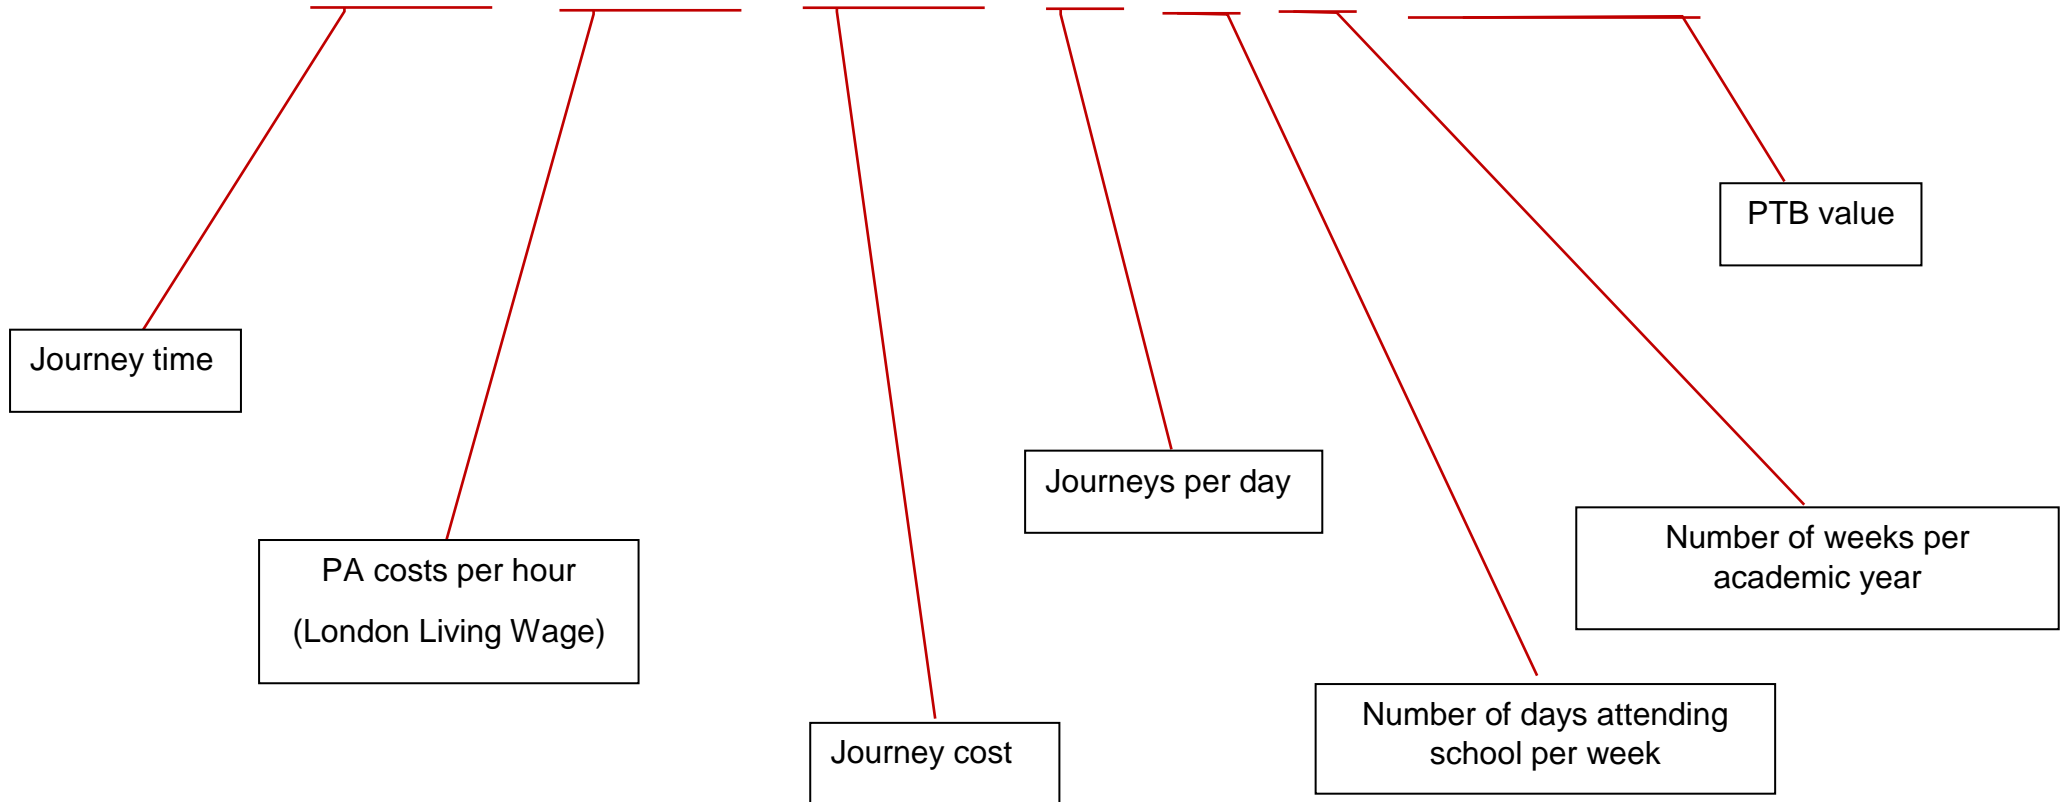 PTB value
Journey time
Journeys per day
Number of weeks per
academic year
PA costs per hour
(London Living Wage)
Number of days attending
school per week
Journey cost